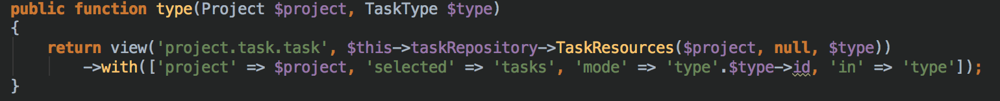 public function type(Project $project, TaskType $type)
{
    return view('project.task.task', $this->taskRepository->TaskResources($project, null, $type))
        ->with(['project' => $project, 'selected' => 'tasks', 'mode' => 'type'.$type->id, 'in' => 'type']);
}